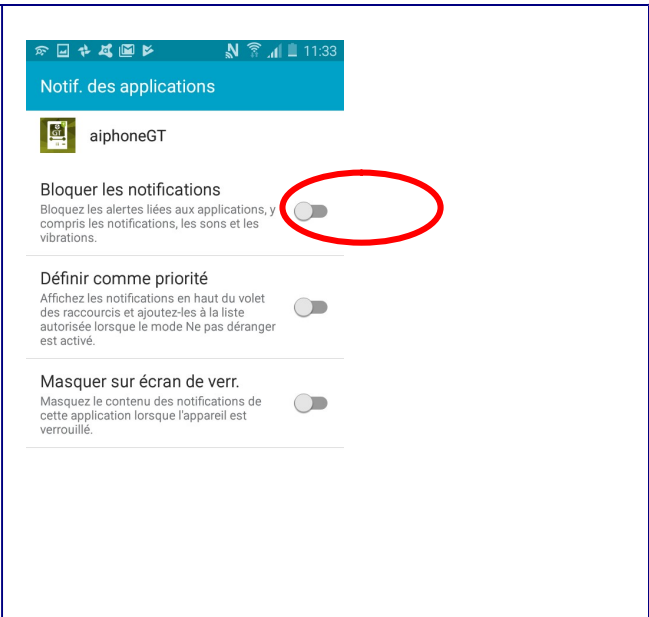 11:33
Notif. des applications
aiphoneGT
Bloquer les notifications
Bloquez les alertes liées aux applications, y
compris les notifications, les sons et les
vibrations.
Définir comme priorité
Affichez les notifications en haut du volet
des raccourcis et ajoutez-les à la liste
autorisée lorsque le mode Ne pas déranger
est activé.
Masquer sur écran de verr.
Masquez le contenu des notifications de
cette application lorsque l'appareil est
verrouillé.